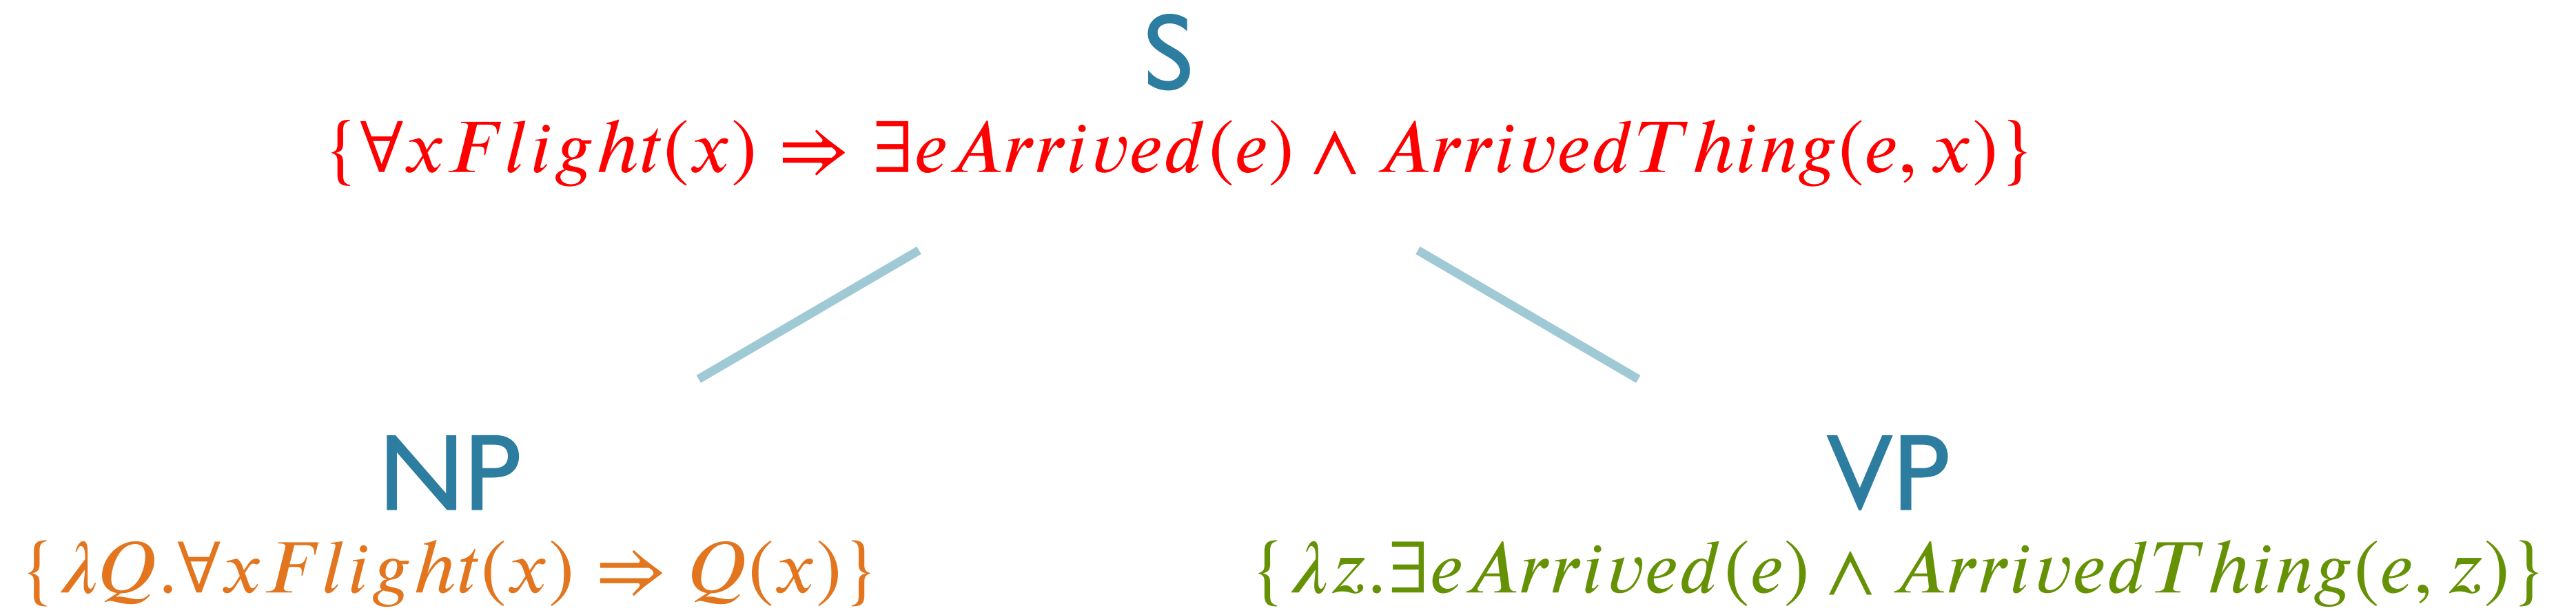 S
{∀xFlight(x) ⇒ ∃eArrived(e) ∧ ArrivedThing(e, x)}
NP VP
{λQ.∀xFlight(x) ⇒ Q(x)} {λz.∃eArrived(e) ∧ ArrivedThing(e, z)}